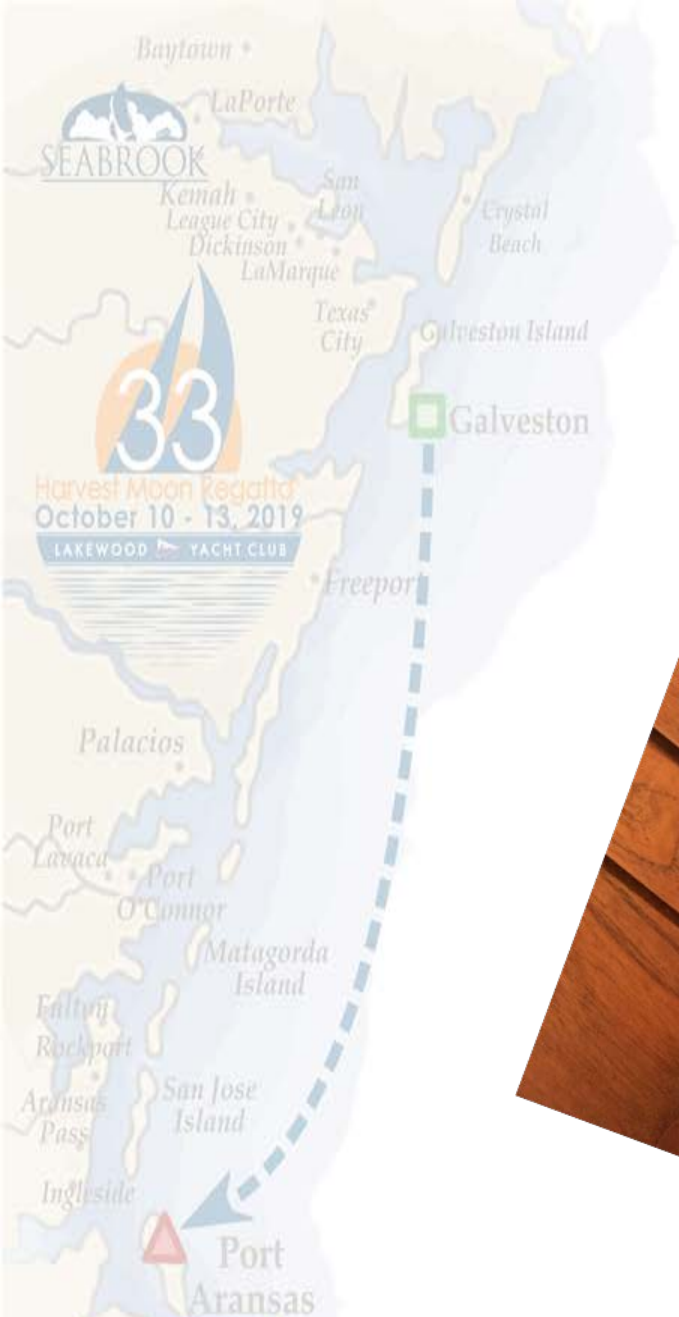 Baytown
LaPorte
SEABROOK
Kemah
San
Leon
League City
Crystal
Beach
Dickinson
LaMarque
Texas
City
Galveston Island
33
Galveston
Harvest Moon Regatta
October 10 - 13, 2019
LAKEWOOD YACHT CLUB
Freeport
Palacios
Port
Lavaca
Port
O'Connor
Matagorda
Island
Fulton
Rockport
San Jose
Island
Aransas
Pass
Ingleside
Port
Aransas